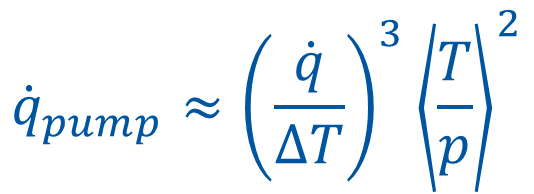 q̇_pump ≈ (q̇/ΔT)³ ⟨T/p⟩²